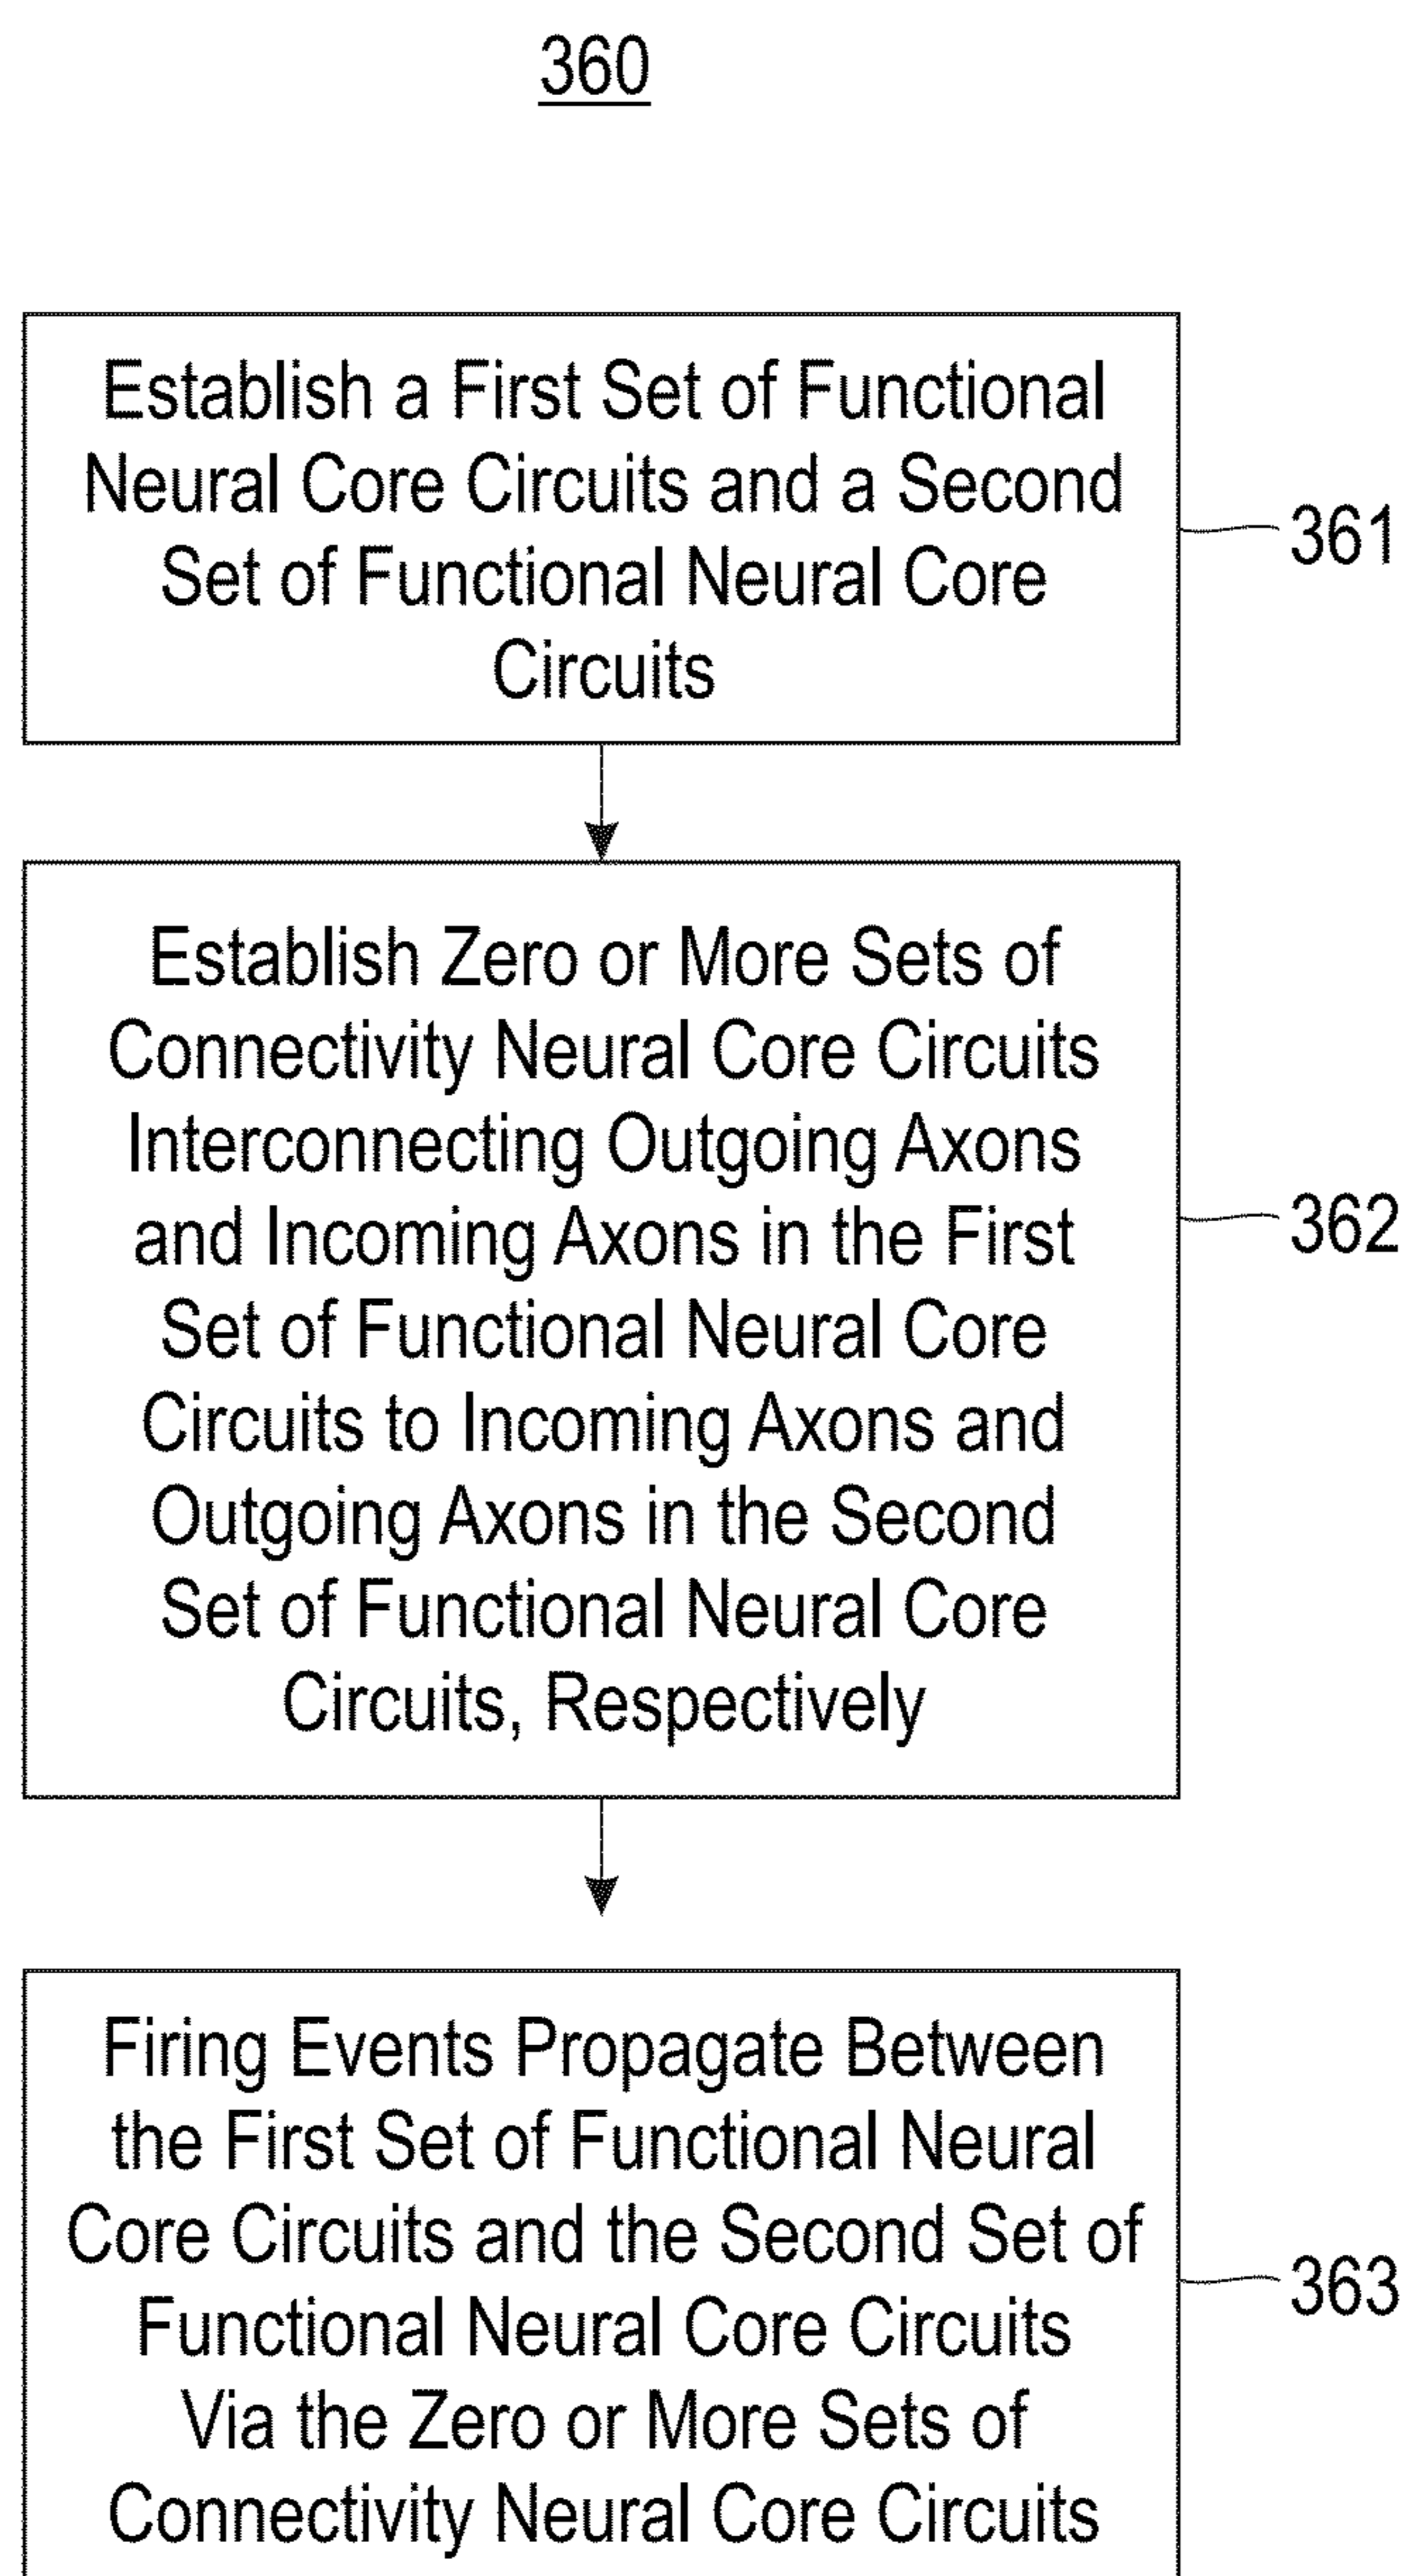 360
Establish a First Set of Functional
Neural Core Circuits and a Second
Set of Functional Neural Core
Circuits
361
Establish Zero or More Sets of
Connectivity Neural Core Circuits
Interconnecting Outgoing Axons
and Incoming Axons in the First
Set of Functional Neural Core
Circuits to Incoming Axons and
Outgoing Axons in the Second
Set of Functional Neural Core
Circuits, Respectively
362
Firing Events Propagate Between
the First Set of Functional Neural
Core Circuits and the Second Set of
Functional Neural Core Circuits
Via the Zero or More Sets of
Connectivity Neural Core Circuits
363